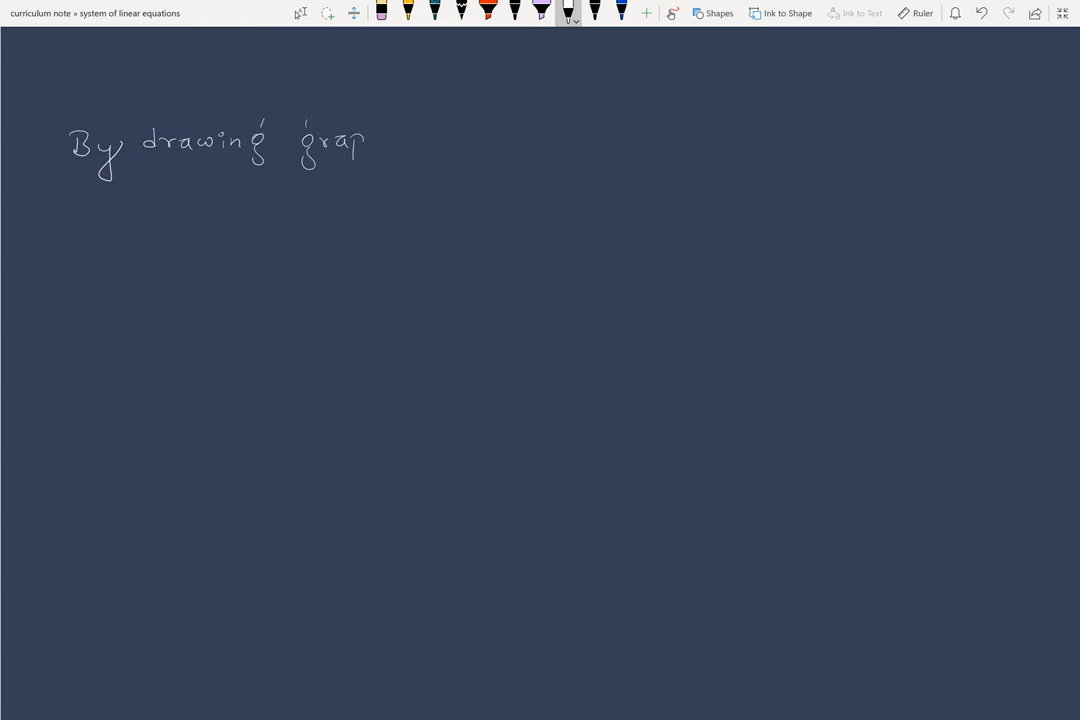 curriculum note » system of linear equations Shapes Ink to Shape Ink to Text Ruler
By drawing grap